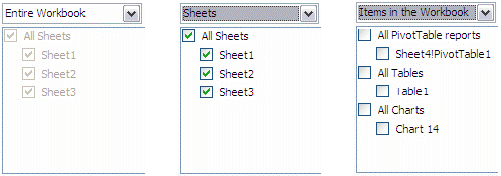 Entire Workbook
All Sheets
Sheet1
Sheet2
Sheet3
Sheets
All Sheets
Sheet1
Sheet2
Sheet3
Items in the Workbook
All PivotTable reports
Sheet4!PivotTable1
All Tables
Table1
All Charts
Chart 14